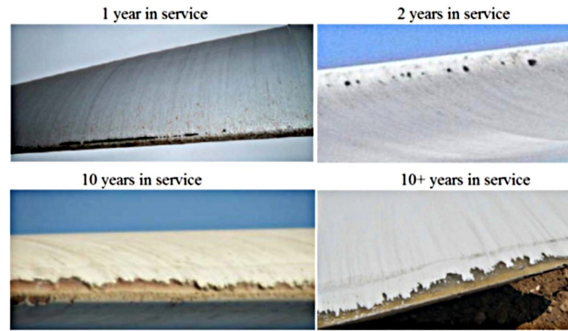 1 year in service
2 years in service
10 years in service
10+ years in service